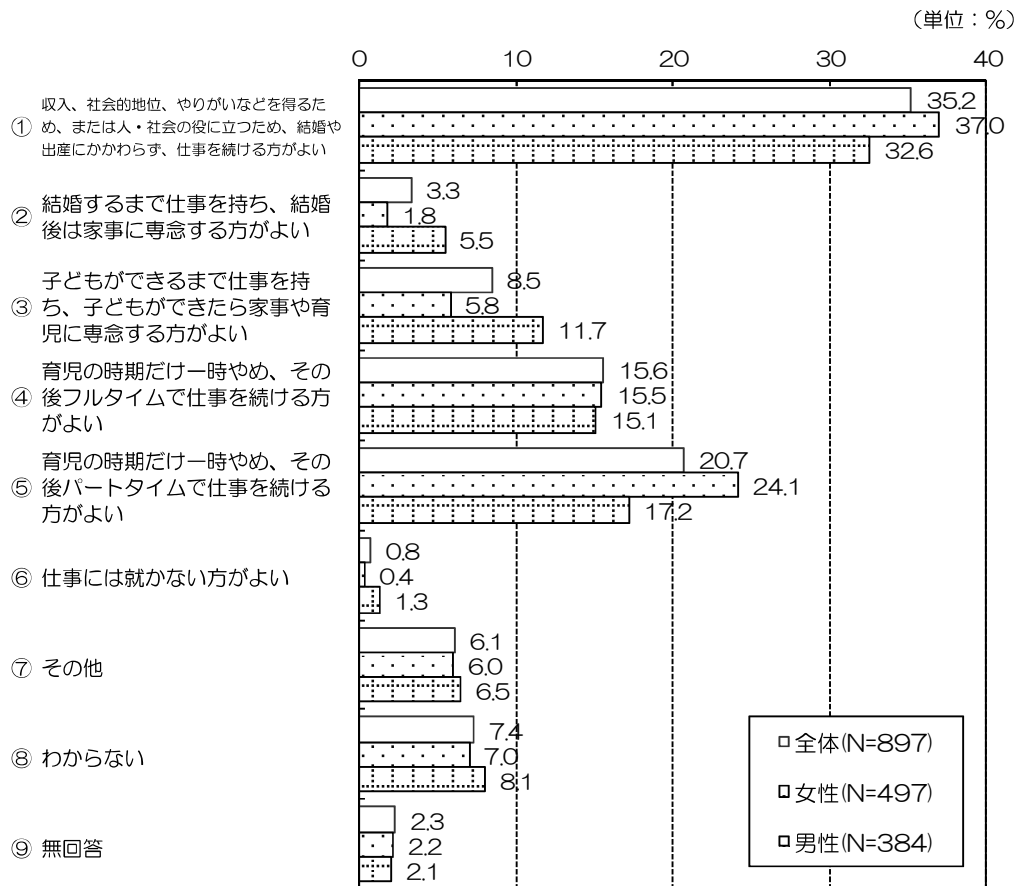 (単位：%)
0 10 20 30 40
① 収入、社会的地位、やりがいなどを得るた
め、または人・社会の役に立つため、結婚や
出産にかかわらず、仕事を続ける方がよい
35.2
37.0
32.6
② 結婚するまで仕事を持ち、結婚
後は家事に専念する方がよい
3.3
1.8
5.5
③ 子どもができるまで仕事を持
ち、子どもができたら家事や育
児に専念する方がよい
8.5
5.8
11.7
④ 育児の時期だけ一時やめ、その
後フルタイムで仕事を続ける方
がよい
15.6
15.5
15.1
⑤ 育児の時期だけ一時やめ、その
後パートタイムで仕事を続ける
方がよい
20.7
24.1
17.2
⑥ 仕事には就かない方がよい
0.8
0.4
1.3
⑦ その他
6.1
6.0
6.5
⑧ わからない
7.4
7.0
8.1
⑨ 無回答
2.3
2.2
2.1
全体(N=897)
女性(N=497)
男性(N=384)